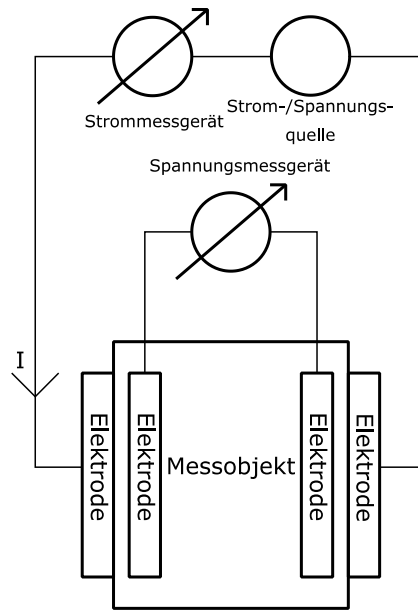 Strommessgerät
Strom-/Spannungs-
quelle
Spannungsmessgerät
I
Elektrode
Elektrode
Messobjekt
Elektrode
Elektrode